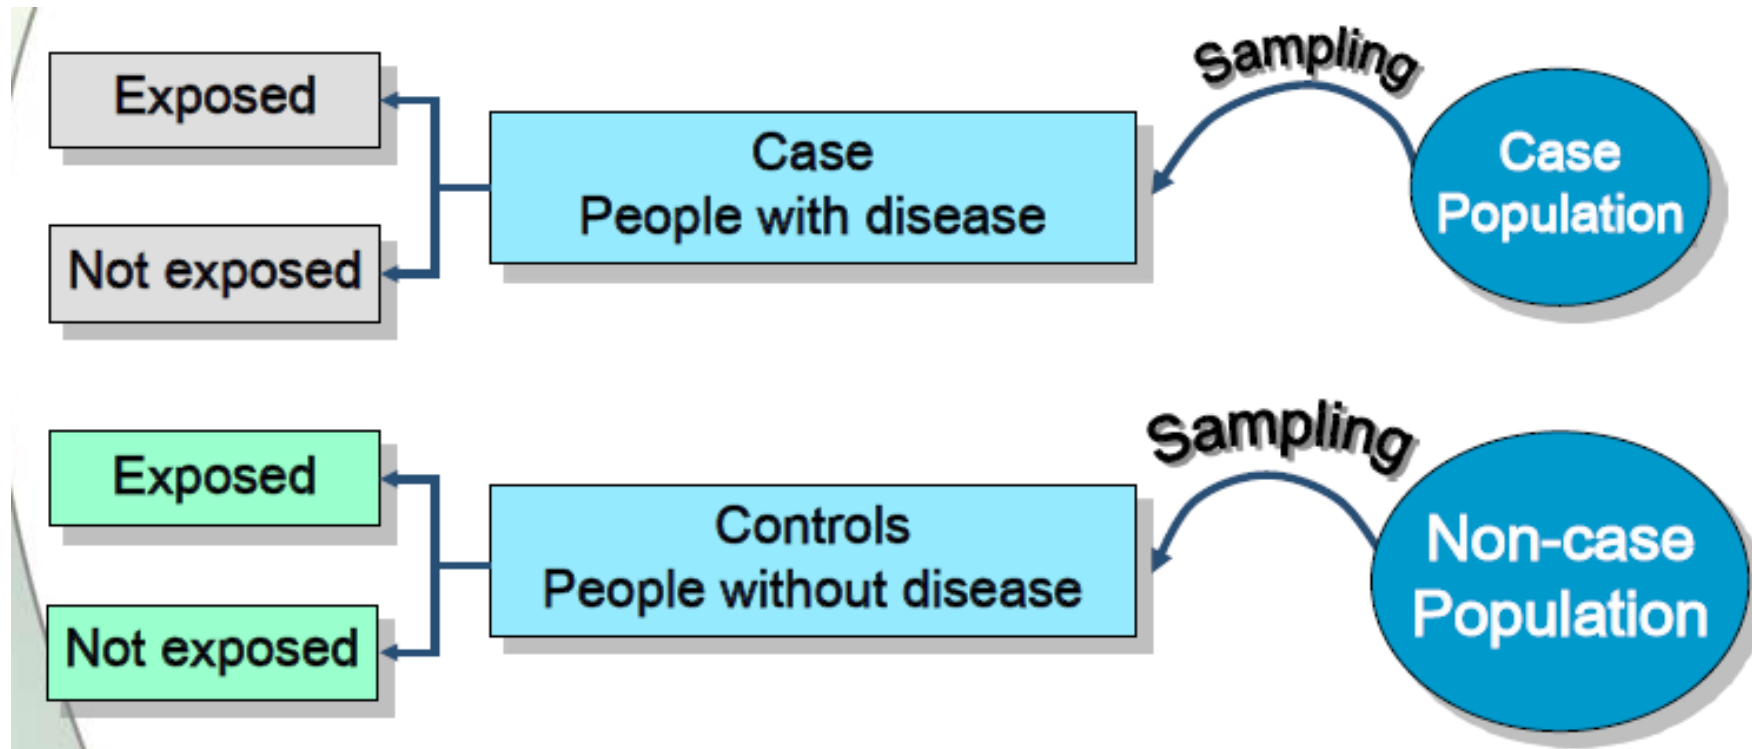 Exposed
Not exposed
Case
People with disease
Sampling
Case
Population
Exposed
Not exposed
Controls
People without disease
Sampling
Non-case
Population